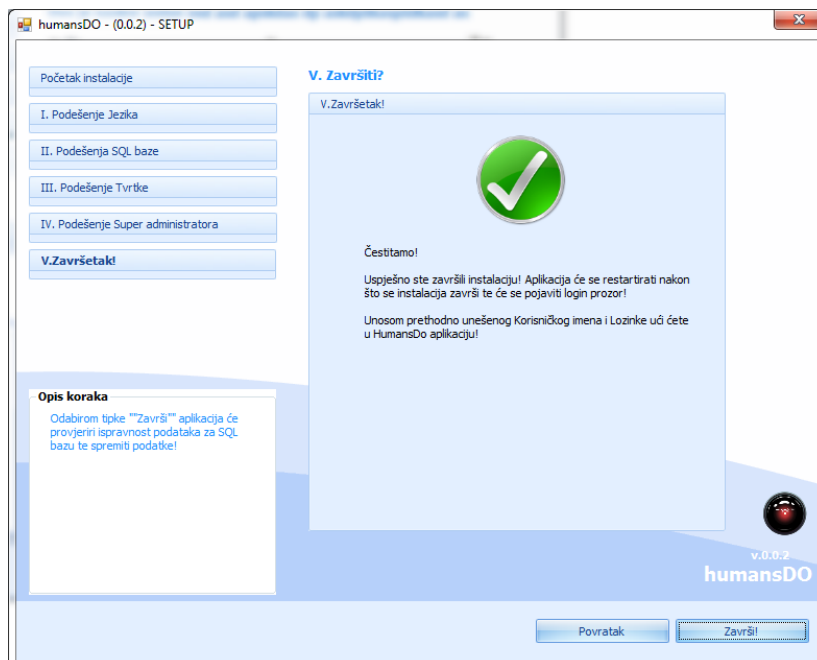 humansDO - (0.0.2) - SETUP
Početak instalacije
I. Podešenje Jezika
II. Podešenja SQL baze
III. Podešenje Tvrtke
IV. Podešenje Super administratora
V.Završetak!
V. Završiti?
V.Završetak!
Čestitamo!
Uspješno ste završili instalaciju! Aplikacija će se restartirati nakon
što se instalacija završi te će se pojaviti login prozor!
Unosom prethodno unešenog Korisničkog imena i Lozinke ući ćete
u HumansDo aplikaciju!
Opis koraka
Odabirom tipke ""Završi"" aplikacija će
provjeriri ispravnost podataka za SQL
bazu te spremiti podatke!
v.0.0.2
humansDO
Povratak
Završi!